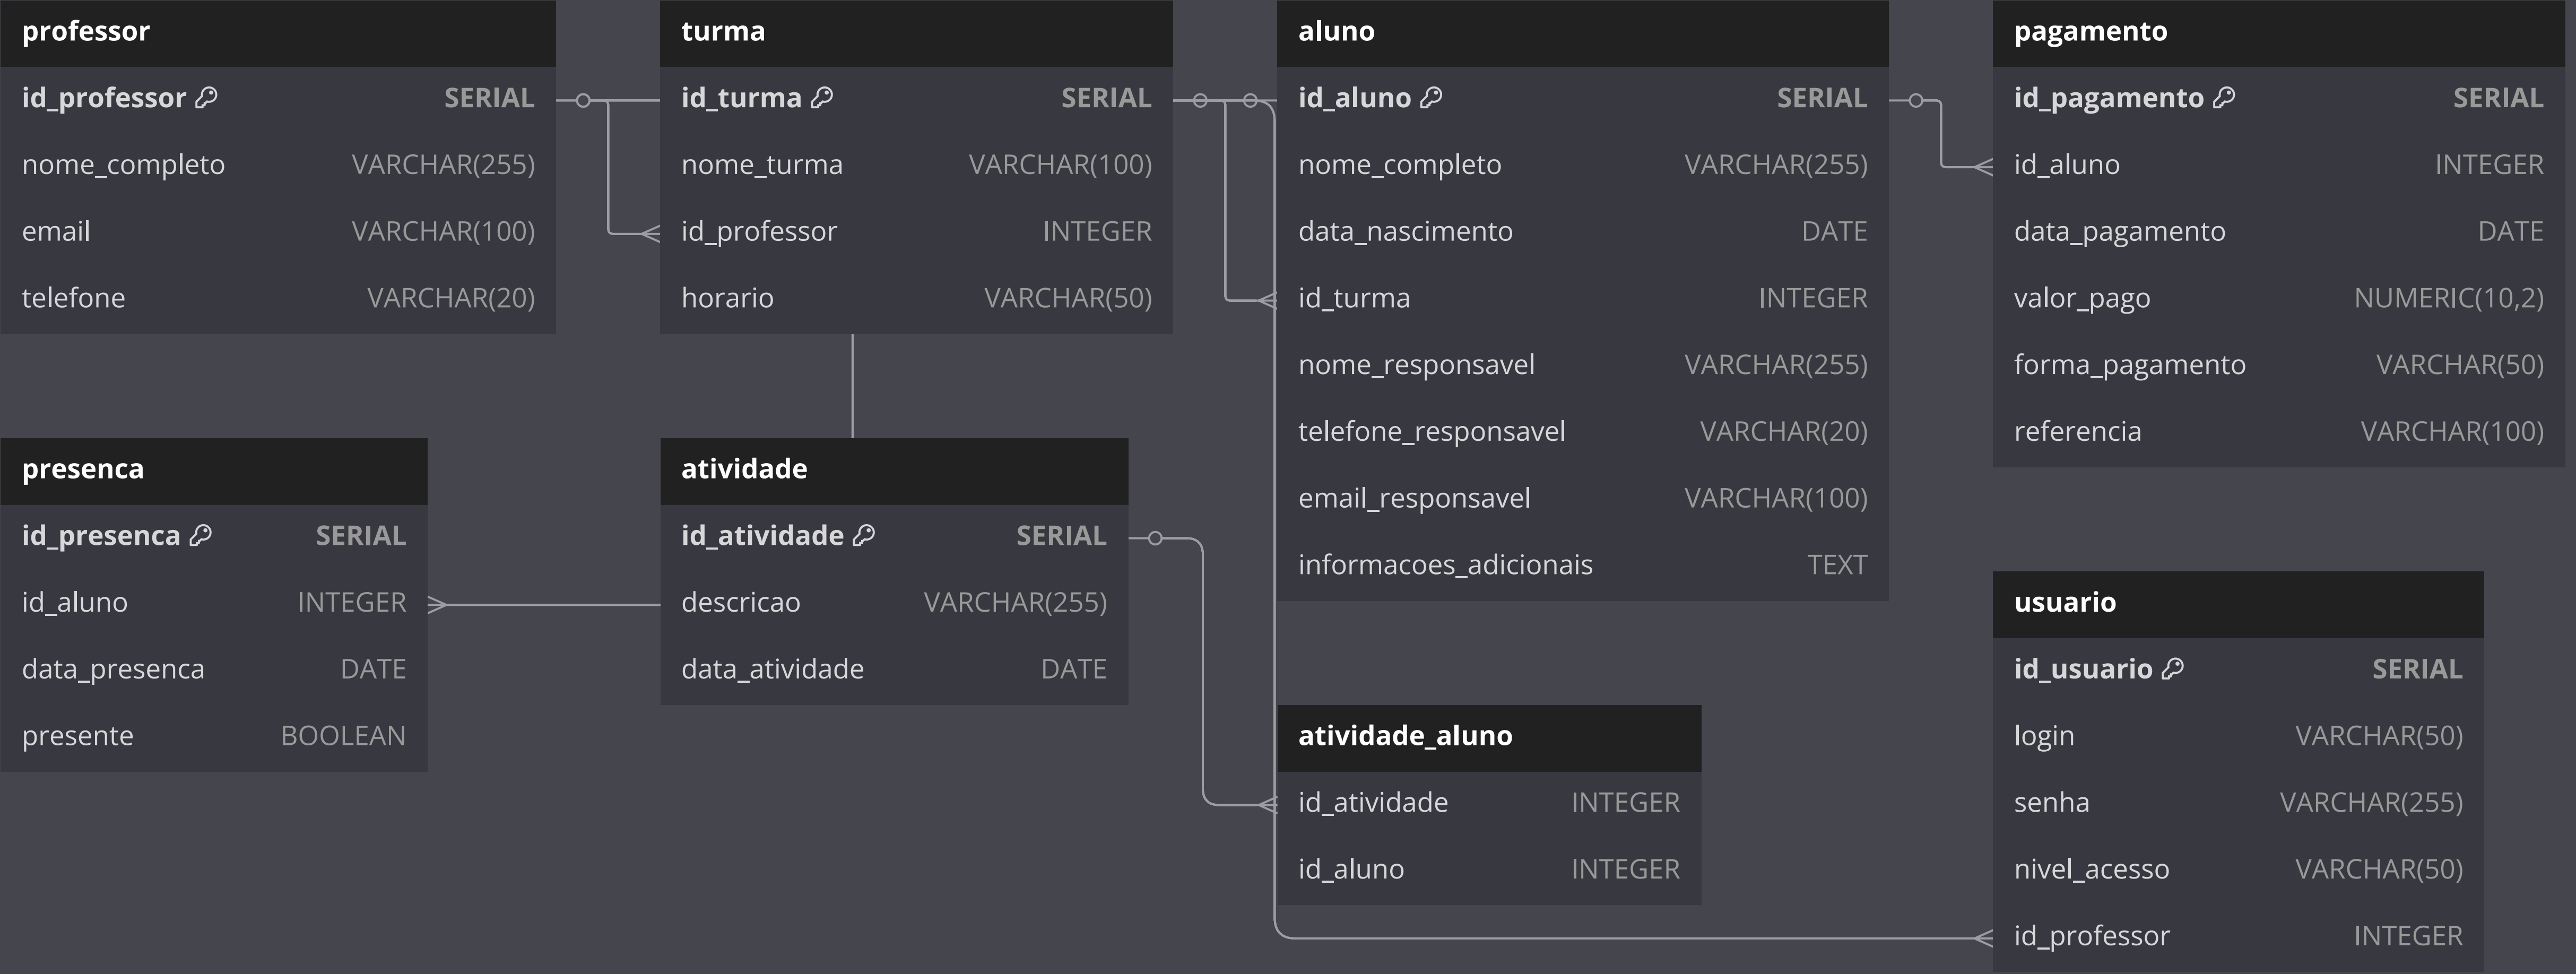 professor
id_professor SERIAL
nome_completo VARCHAR(255)
email VARCHAR(100)
telefone VARCHAR(20)
turma
id_turma SERIAL
nome_turma VARCHAR(100)
id_professor INTEGER
horario VARCHAR(50)
aluno
id_aluno SERIAL
nome_completo VARCHAR(255)
data_nascimento DATE
id_turma INTEGER
nome_responsavel VARCHAR(255)
telefone_responsavel VARCHAR(20)
email_responsavel VARCHAR(100)
informacoes_adicionais TEXT
pagamento
id_pagamento SERIAL
id_aluno INTEGER
data_pagamento DATE
valor_pago NUMERIC(10,2)
forma_pagamento VARCHAR(50)
referencia VARCHAR(100)
presenca
id_presenca SERIAL
id_aluno INTEGER
data_presenca DATE
presente BOOLEAN
atividade
id_atividade SERIAL
descricao VARCHAR(255)
data_atividade DATE
atividade_aluno
id_atividade INTEGER
id_aluno INTEGER
usuario
id_usuario SERIAL
login VARCHAR(50)
senha VARCHAR(255)
nivel_acesso VARCHAR(50)
id_professor INTEGER